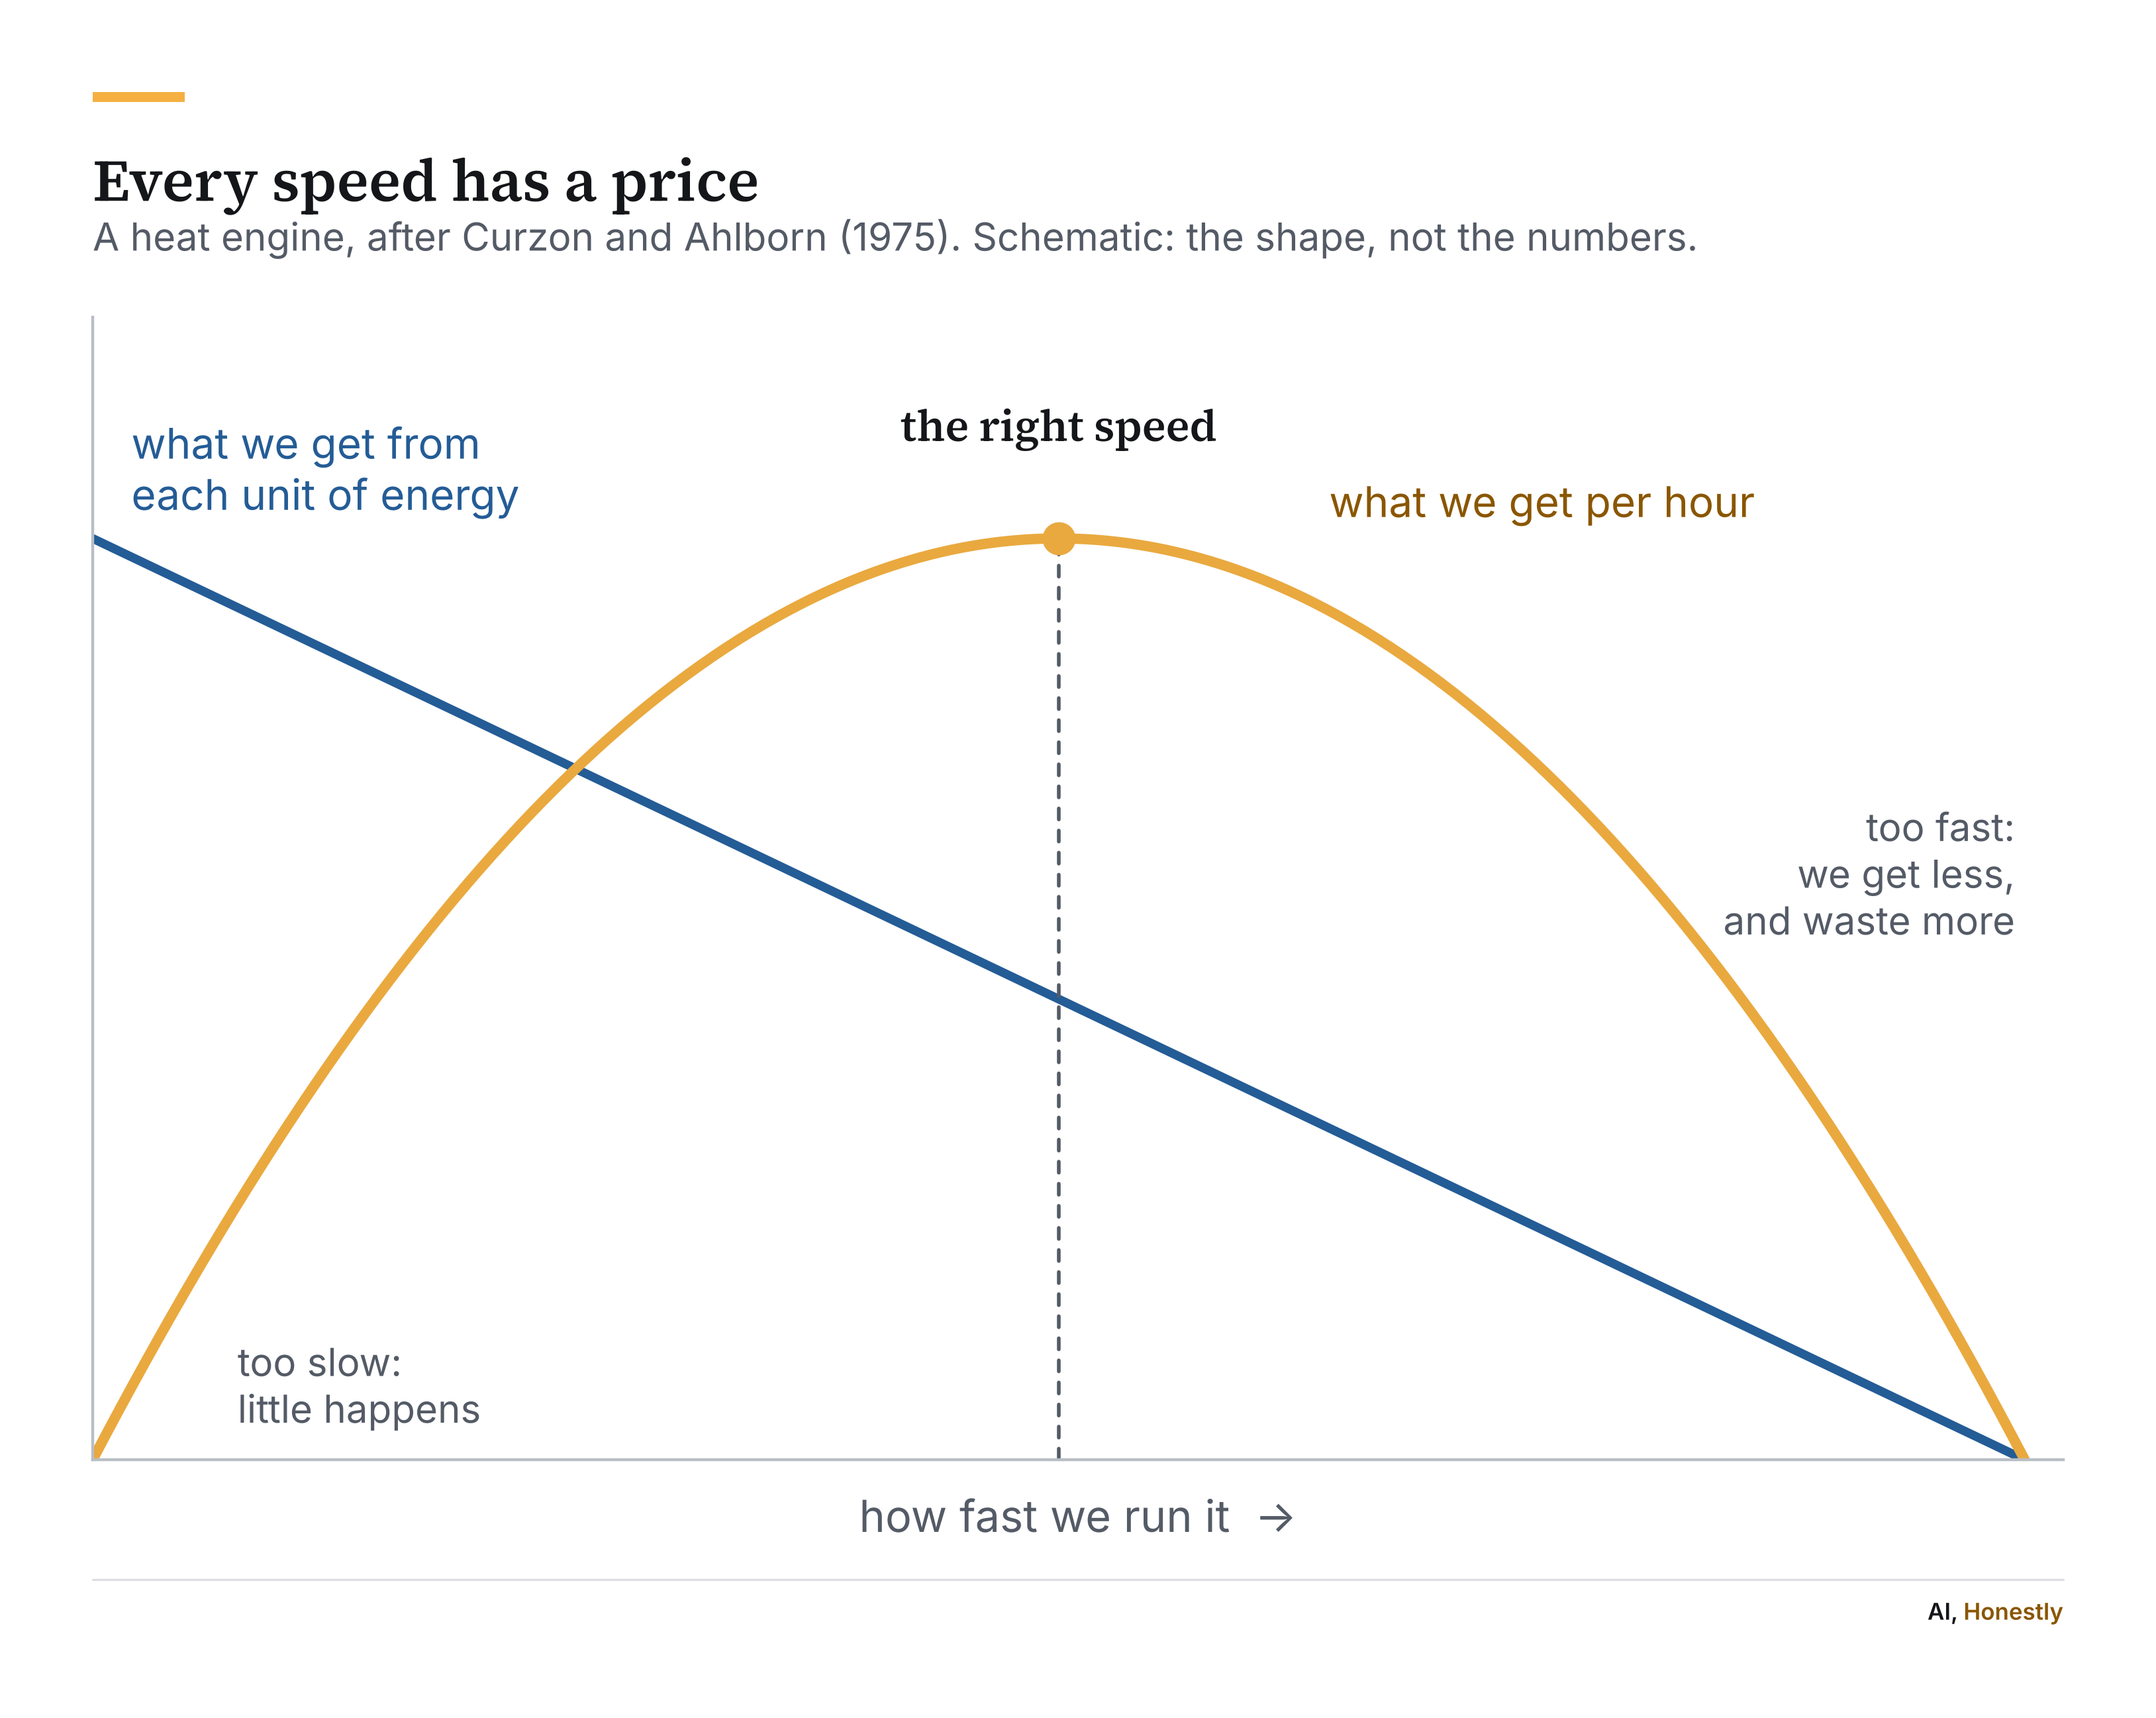 Every speed has a price
A heat engine, after Curzon and Ahlborn (1975). Schematic: the shape, not the numbers.
what we get from
each unit of energy
the right speed
what we get per hour
too fast:
we get less,
and waste more
too slow:
little happens
how fast we run it →
AI, Honestly